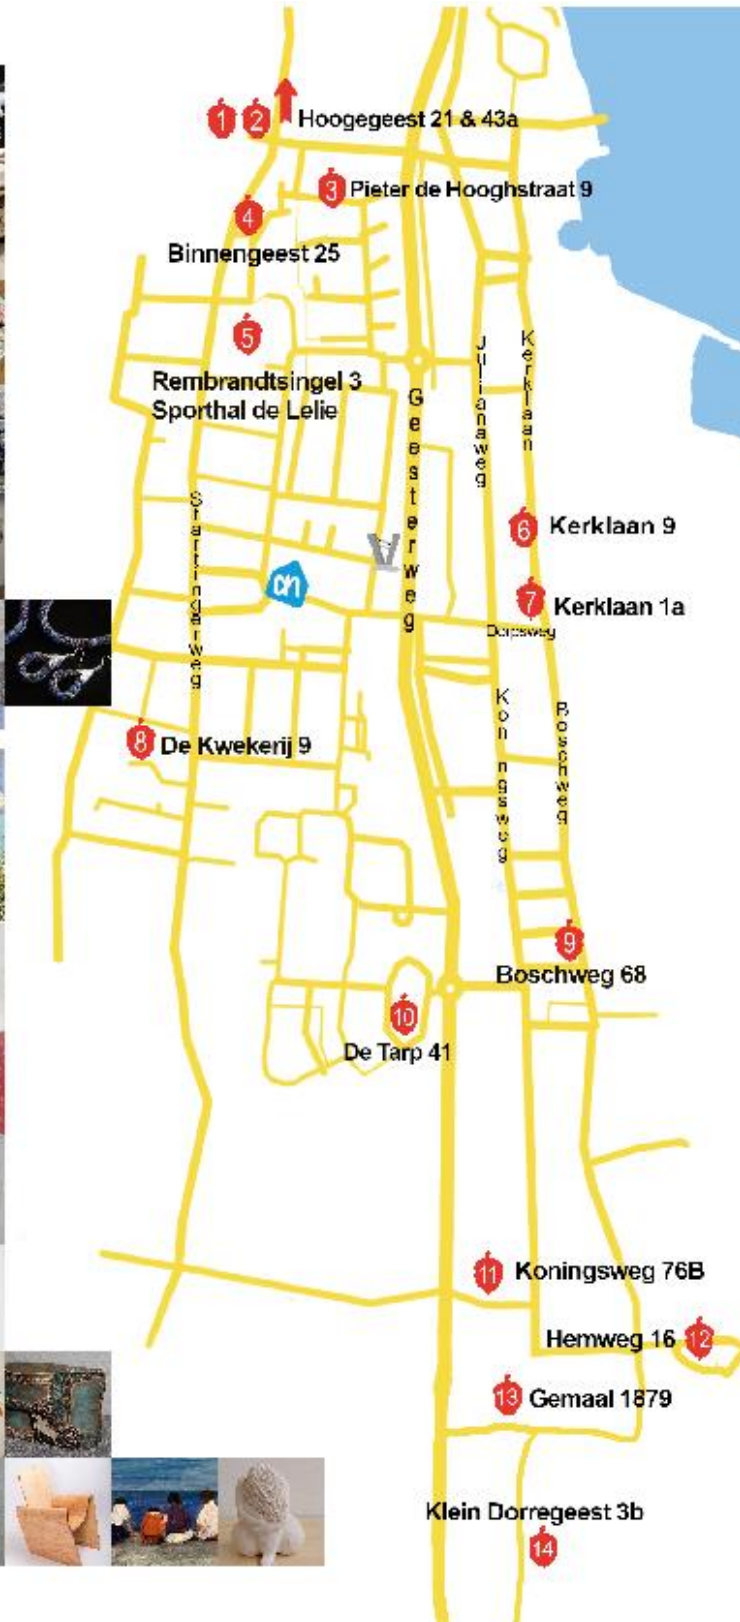 1 2 Hoogegeest 21 & 43a
3 Pieter de Hooghstraat 9
4
Binnengeest 25
5
Rembrandtsingel 3
Sporthal de Lelie
Geesterweg
Julianaweg
Kerklaan
Startingerweg
6 Kerklaan 9
ah
7 Kerklaan 1a
Dorpsweg
Koningsweg
Boschweg
8 De Kwekerij 9
9
Boschweg 68
10
De Tarp 41
11 Koningsweg 76B
Hemweg 16 12
13 Gemaal 1879
Klein Dorregeest 3b
14